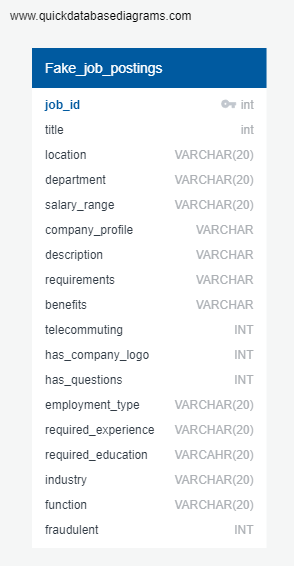 www.quickdatabasediagrams.com
Fake_job_postings
job_id int
title int
location VARCHAR(20)
department VARCHAR(20)
salary_range VARCHAR(20)
company_profile VARCHAR
description VARCHAR
requirements VARCHAR
benefits VARCHAR
telecommuting INT
has_company_logo INT
has_questions INT
employment_type VARCHAR(20)
required_experience VARCHAR(20)
required_education VARCAHR(20)
industry VARCHAR(20)
function VARCHAR(20)
fraudulent INT